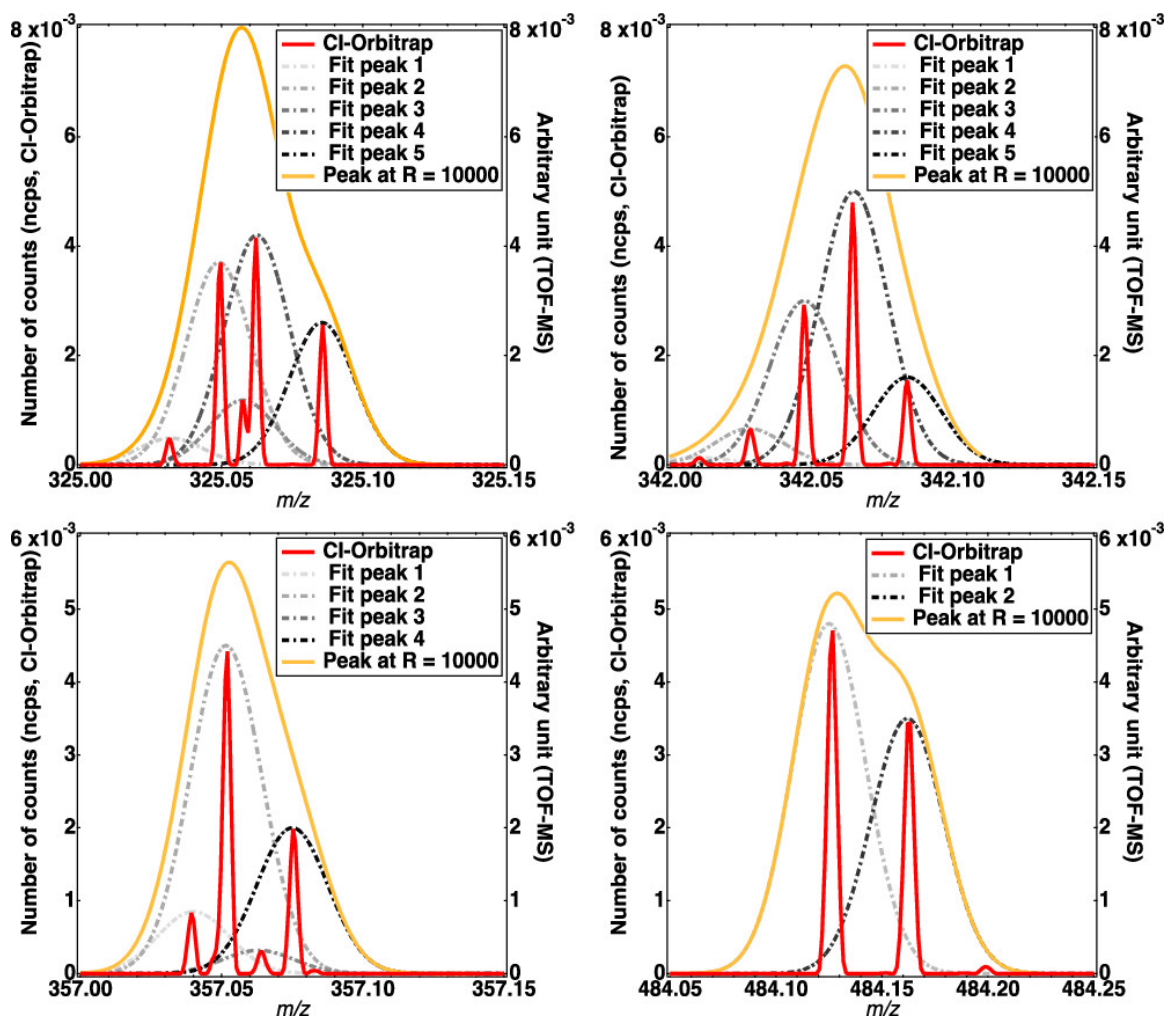 8 x10⁻³
6
4
2
0
Number of counts (ncps, CI-Orbitrap)
CI-Orbitrap
Fit peak 1
Fit peak 2
Fit peak 3
Fit peak 4
Fit peak 5
Peak at R = 10000
8 x10⁻³
6
4
2
0
Arbitrary unit (TOF-MS)
325.00
325.05
325.10
325.15
m/z
8 x10⁻³
6
4
2
0
Number of counts (ncps, CI-Orbitrap)
CI-Orbitrap
Fit peak 1
Fit peak 2
Fit peak 3
Fit peak 4
Fit peak 5
Peak at R = 10000
8 x10⁻³
6
4
2
0
Arbitrary unit (TOF-MS)
342.00
342.05
342.10
342.15
m/z
6 x10⁻³
5
4
3
2
1
0
Number of counts (ncps, CI-Orbitrap)
CI-Orbitrap
Fit peak 1
Fit peak 2
Fit peak 3
Fit peak 4
Peak at R = 10000
6 x10⁻³
5
4
3
2
1
0
Arbitrary unit (TOF-MS)
357.00
357.05
357.10
357.15
m/z
6 x10⁻³
5
4
3
2
1
0
Number of counts (ncps, CI-Orbitrap)
CI-Orbitrap
Fit peak 1
Fit peak 2
Peak at R = 10000
6 x10⁻³
5
4
3
2
1
0
Arbitrary unit (TOF-MS)
484.05
484.10
484.15
484.20
484.25
m/z